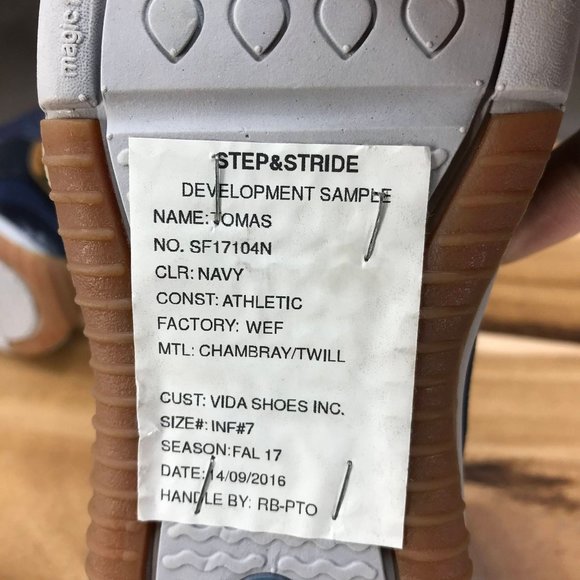 magic
STEP&STRIDE
DEVELOPMENT SAMPLE
NAME:TOMAS
NO. SF17104N
CLR: NAVY
CONST: ATHLETIC
FACTORY: WEF
MTL: CHAMBRAY/TWILL
CUST: VIDA SHOES INC.
SIZE#: INF#7
SEASON:FAL 17
DATE:14/09/2016
HANDLE BY: RB-PTO